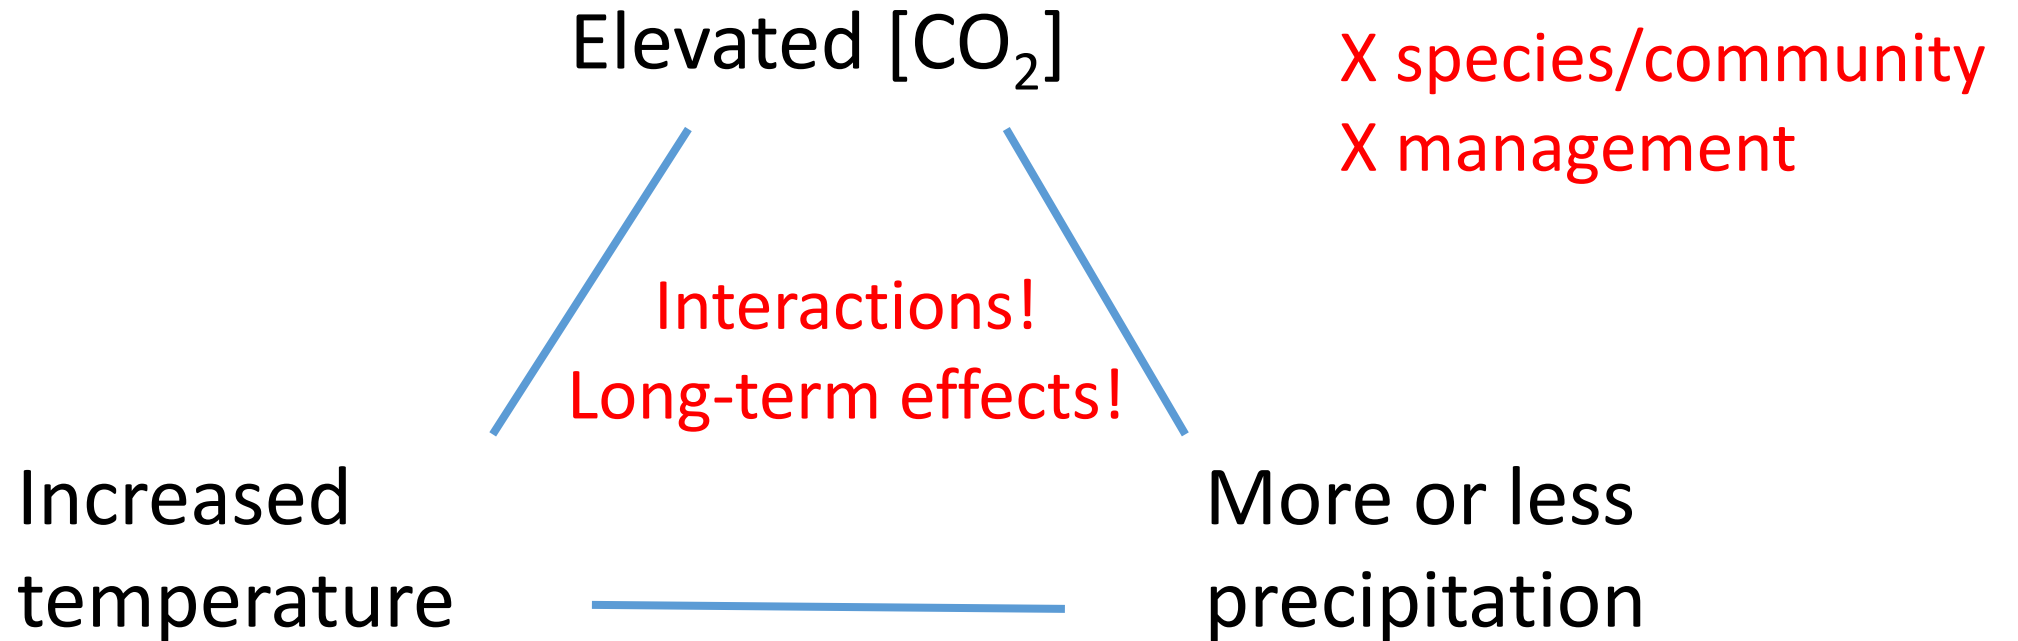 Elevated [CO₂]
X species/community
X management
Interactions!
Long-term effects!
Increased
temperature
More or less
precipitation